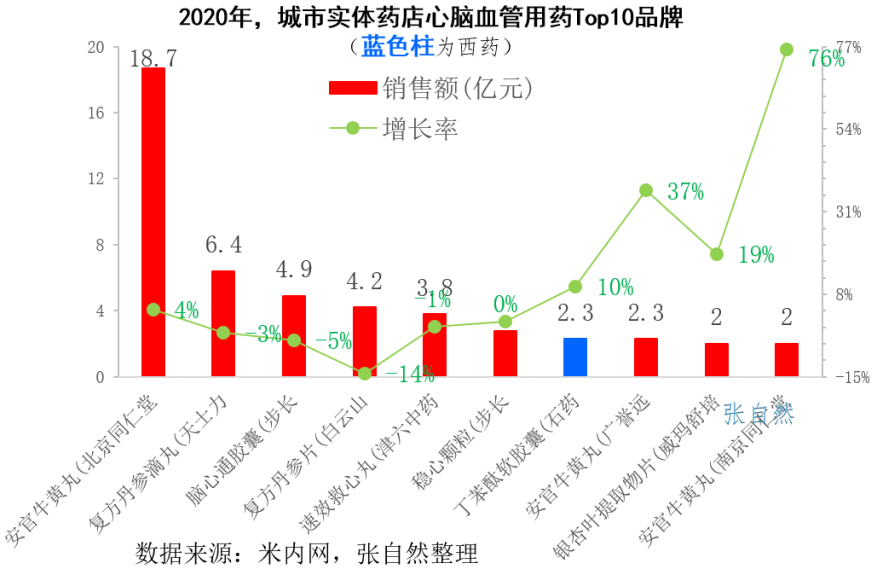 2020年，城市实体药店心脑血管用药Top10品牌
（蓝色柱为西药）
销售额(亿元)
增长率
20
16
12
8
4
0
77%
54%
31%
8%
-15%
18.7
6.4
4.9
4.2
3.8
2.3
2.3
2
2
4%
-3%
-5%
-14%
-1%
0%
10%
37%
19%
76%
安宫牛黄丸(北京同仁堂
复方丹参滴丸(天士力
脑心通胶囊(步长
复方丹参片(白云山
速效救心丸(津六中药
稳心颗粒(步长
丁苯酞软胶囊(石药
安宫牛黄丸(广誉远
银杏叶提取物片(威玛舒培
安宫牛黄丸(南京同仁堂
张自然
数据来源：米内网，张自然整理